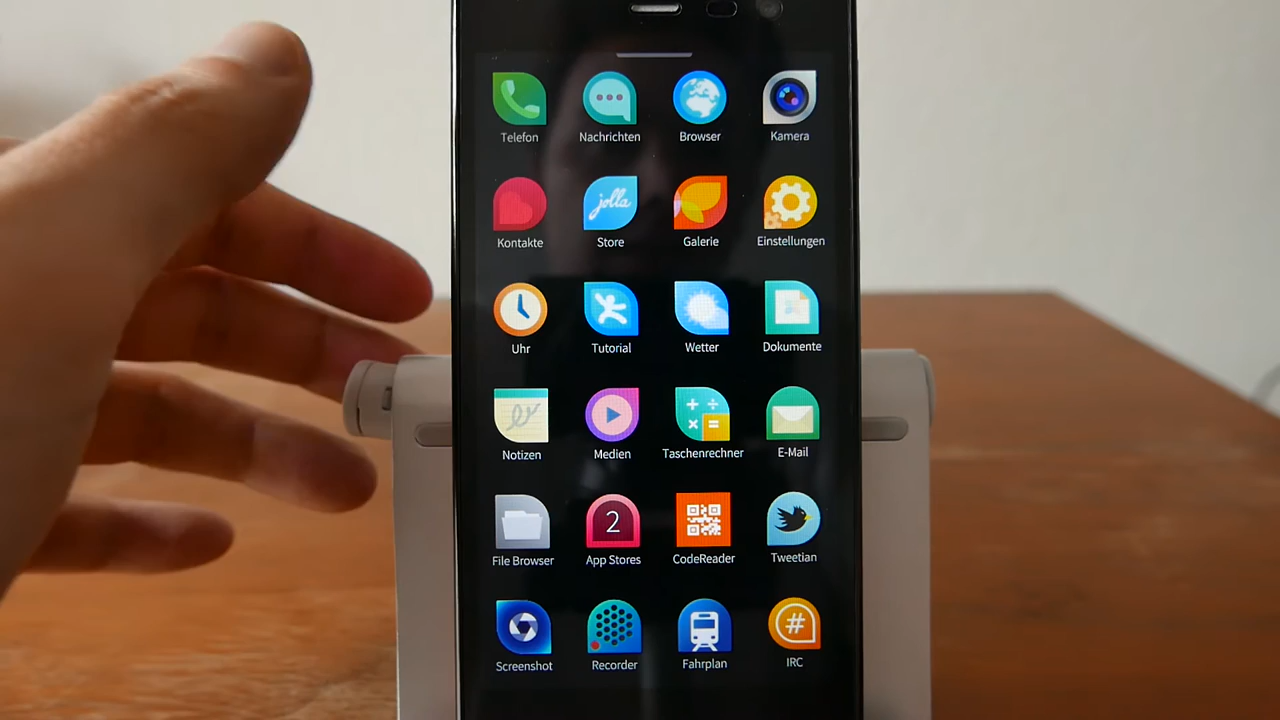 Telefon Nachrichten Browser Kamera
jolla
Kontakte Store Galerie Einstellungen
Uhr Tutorial Wetter Dokumente
Notizen Medien Taschenrechner E-Mail
2
File Browser App Stores CodeReader Tweetian
#
Screenshot Recorder Fahrplan IRC